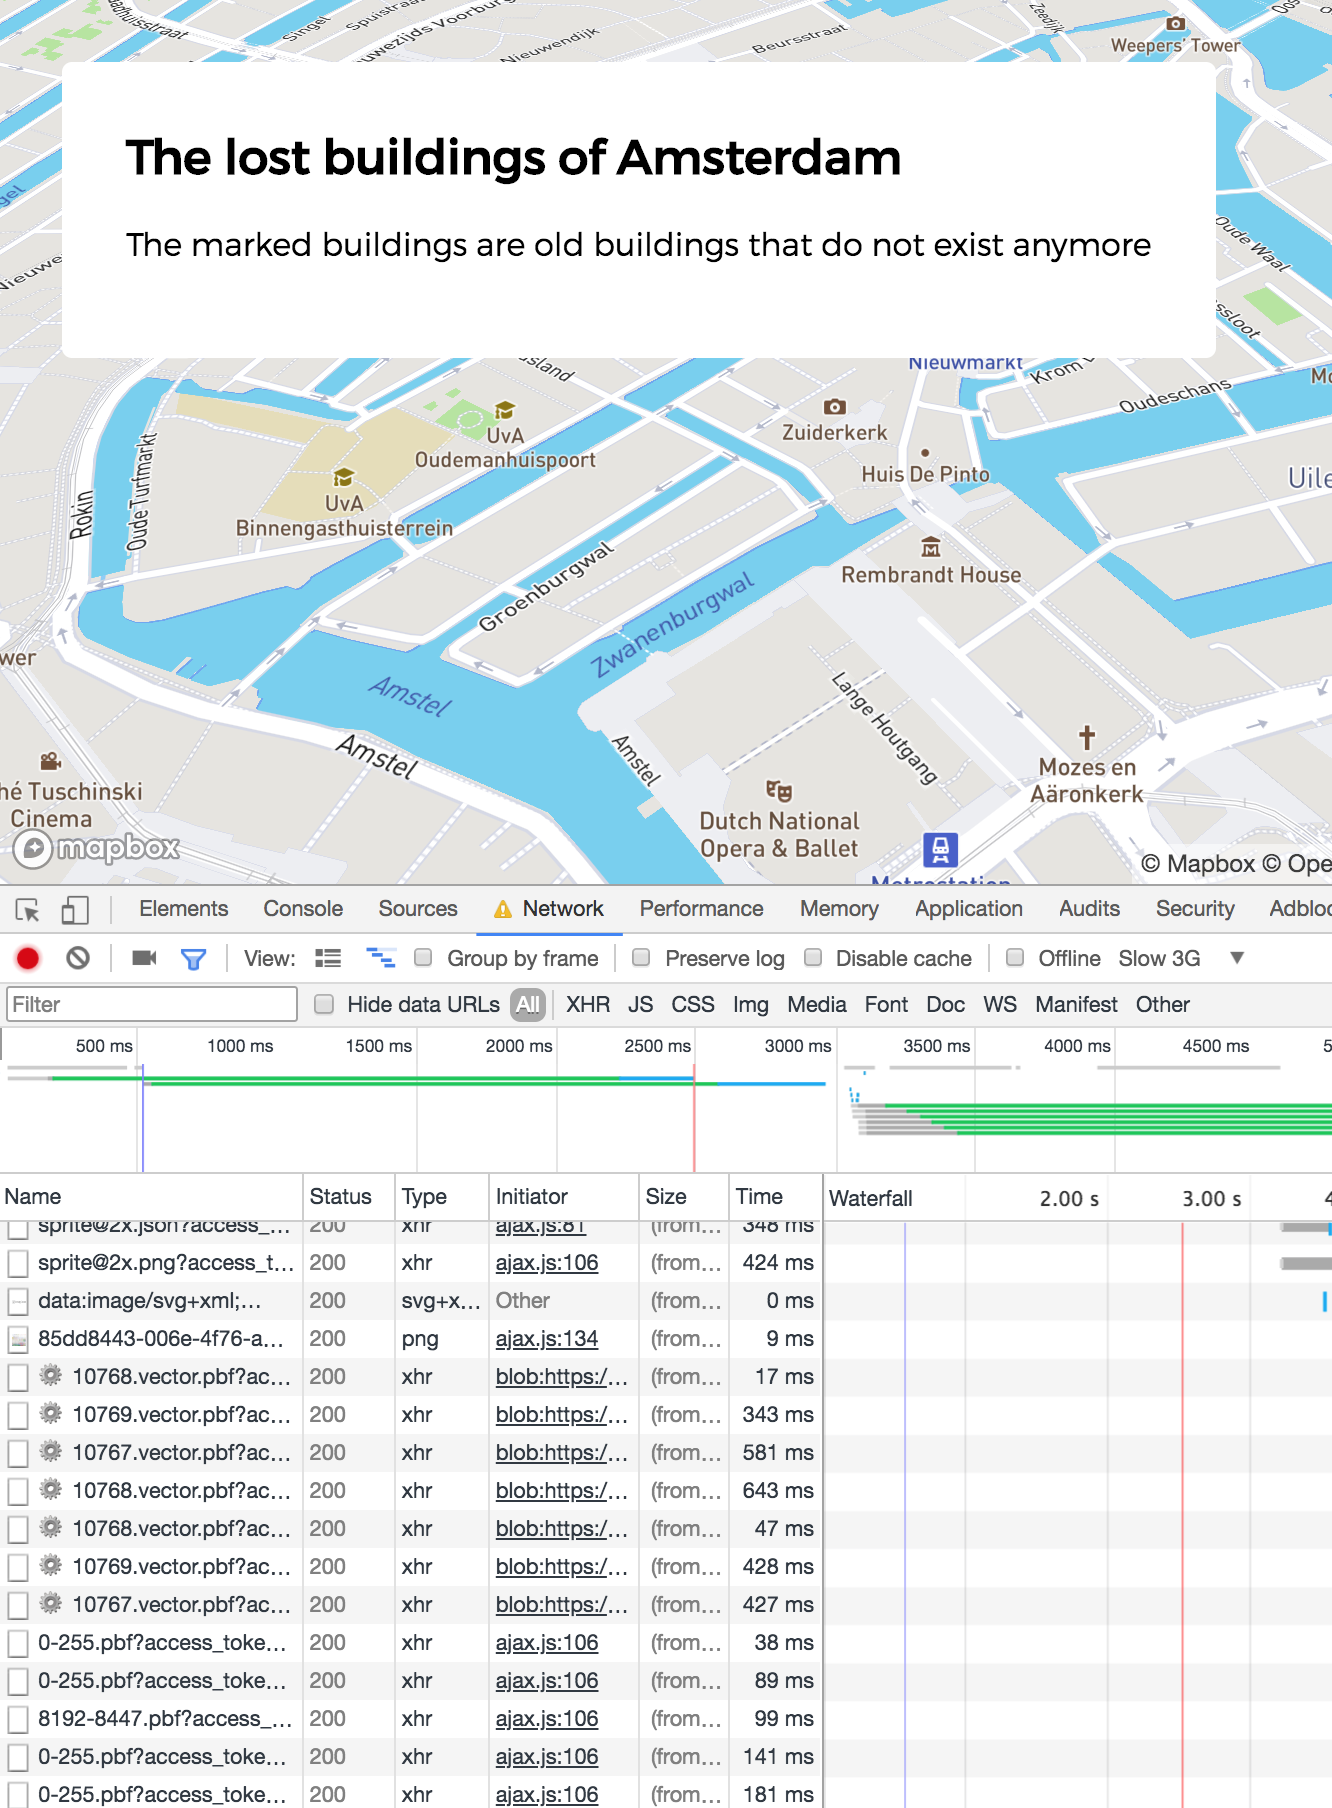 Spuistraat
Singel
Nieuwendijk
Beursstraat
Zeedijk
Weepers' Tower
The lost buildings of Amsterdam
The marked buildings are old buildings that do not exist anymore
Oude Waal
Nieuwmarkt
Krom
Oudeschans
Zuiderkerk
UvA
Oudemanhuispoort
Huis De Pinto
UvA
Binnengasthuisterrein
Rokin
Oude Turfmarkt
Rembrandt House
Groenburgwal
Zwanenburgwal
Amstel
Amstel
Amstel
Lange Houtgang
Mozes en
Aäronkerk
hé Tuschinski
Cinema
Dutch National
Opera & Ballet
mapbox
Metrostation
© Mapbox © Ope
Elements Console Sources Network Performance Memory Application Audits Security Adbloc
View: Group by frame Preserve log Disable cache Offline Slow 3G ▼
Filter Hide data URLs All XHR JS CSS Img Media Font Doc WS Manifest Other
500 ms 1000 ms 1500 ms 2000 ms 2500 ms 3000 ms 3500 ms 4000 ms 4500 ms 5
Name Status Type Initiator Size Time Waterfall 2.00 s 3.00 s 4
sprite@2x.json?access_... 200 xhr ajax.js:81 (from... 348 ms
sprite@2x.png?access_t... 200 xhr ajax.js:106 (from... 424 ms
data:image/svg+xml;... 200 svg+x... Other (from... 0 ms
85dd8443-006e-4f76-a... 200 png ajax.js:134 (from... 9 ms
10768.vector.pbf?ac... 200 xhr blob:https:/... (from... 17 ms
10769.vector.pbf?ac... 200 xhr blob:https:/... (from... 343 ms
10767.vector.pbf?ac... 200 xhr blob:https:/... (from... 581 ms
10768.vector.pbf?ac... 200 xhr blob:https:/... (from... 643 ms
10768.vector.pbf?ac... 200 xhr blob:https:/... (from... 47 ms
10769.vector.pbf?ac... 200 xhr blob:https:/... (from... 428 ms
10767.vector.pbf?ac... 200 xhr blob:https:/... (from... 427 ms
0-255.pbf?access_toke... 200 xhr ajax.js:106 (from... 38 ms
0-255.pbf?access_toke... 200 xhr ajax.js:106 (from... 89 ms
8192-8447.pbf?access_... 200 xhr ajax.js:106 (from... 99 ms
0-255.pbf?access_toke... 200 xhr ajax.js:106 (from... 141 ms
0-255.pbf?access_toke... 200 xhr ajax.js:106 (from... 181 ms